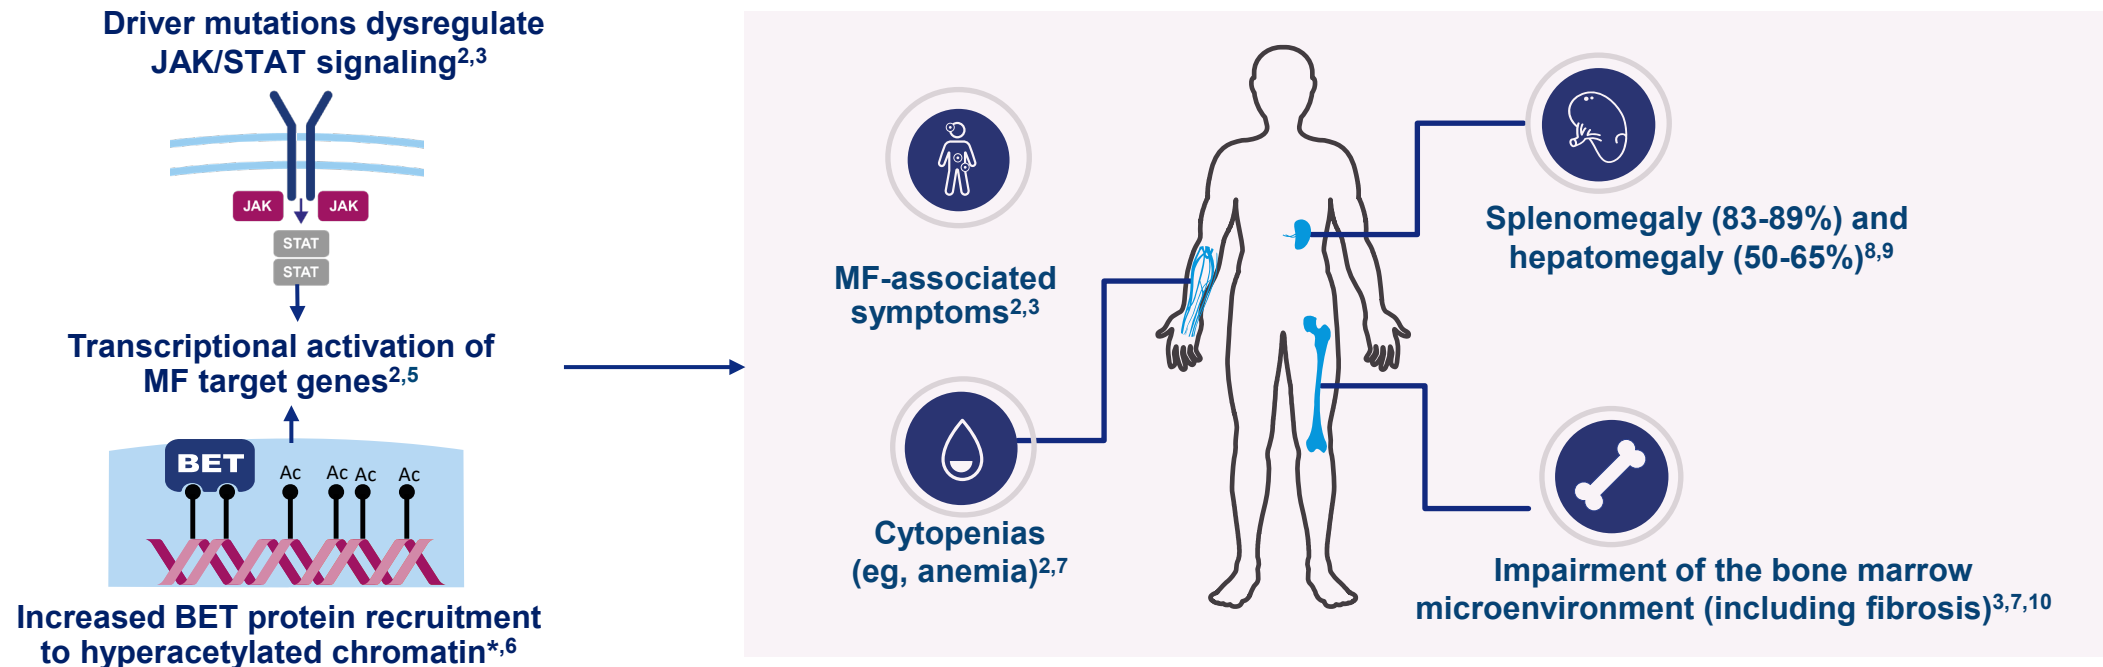 Driver mutations dysregulate
JAK/STAT signaling2,3
JAK
JAK
STAT
STAT
Transcriptional activation of
MF target genes2,5
BET
Ac
Ac
Ac
Ac
Increased BET protein recruitment
to hyperacetylated chromatin*,6
MF-associated
symptoms2,3
Cytopenias
(eg, anemia)2,7
Splenomegaly (83-89%) and
hepatomegaly (50-65%)8,9
Impairment of the bone marrow
microenvironment (including fibrosis)3,7,10